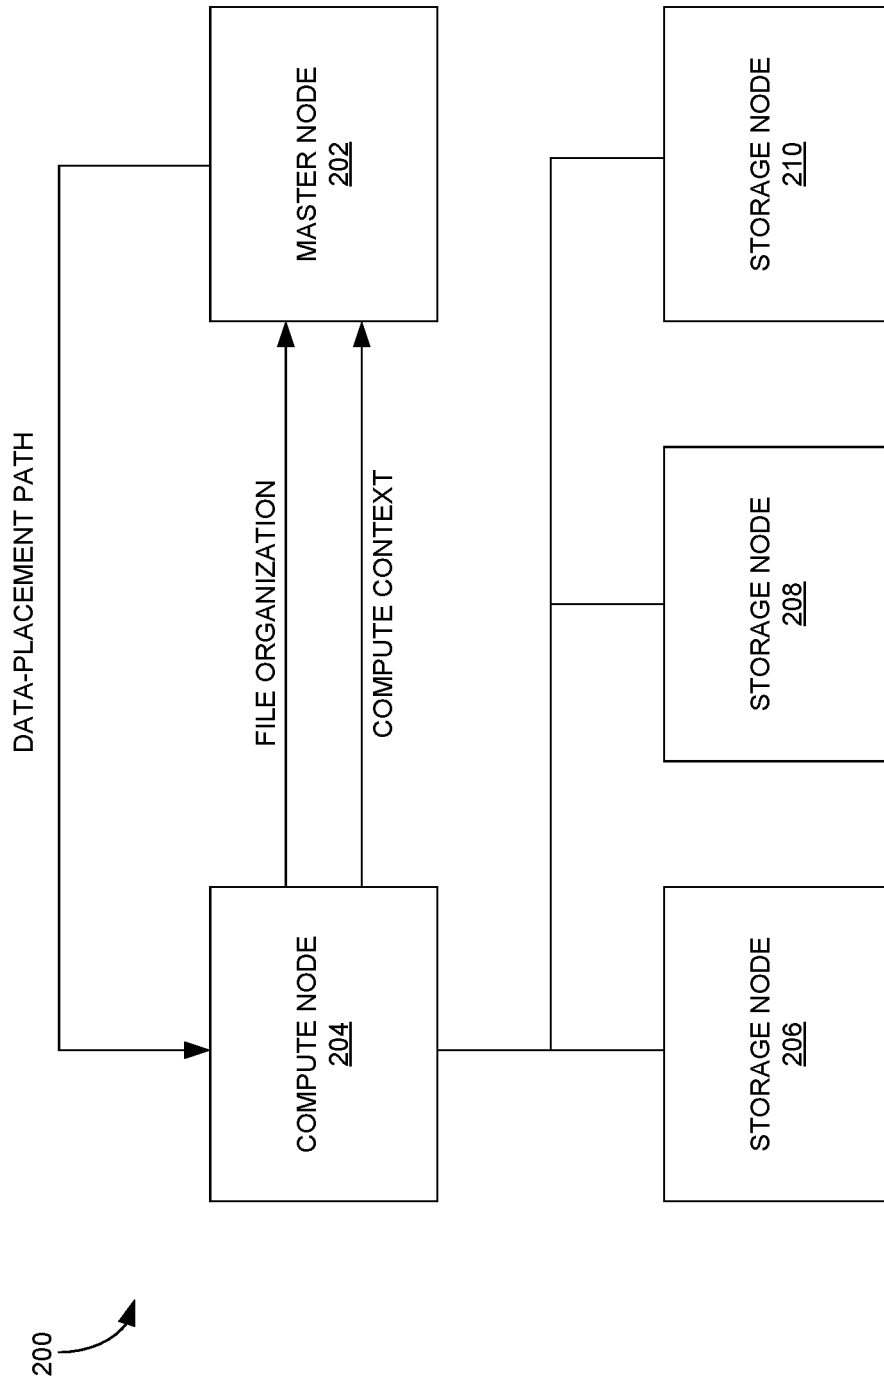 200
DATA-PLACEMENT PATH
COMPUTE NODE
204
FILE ORGANIZATION
COMPUTE CONTEXT
MASTER NODE
202
STORAGE NODE
206
STORAGE NODE
208
STORAGE NODE
210